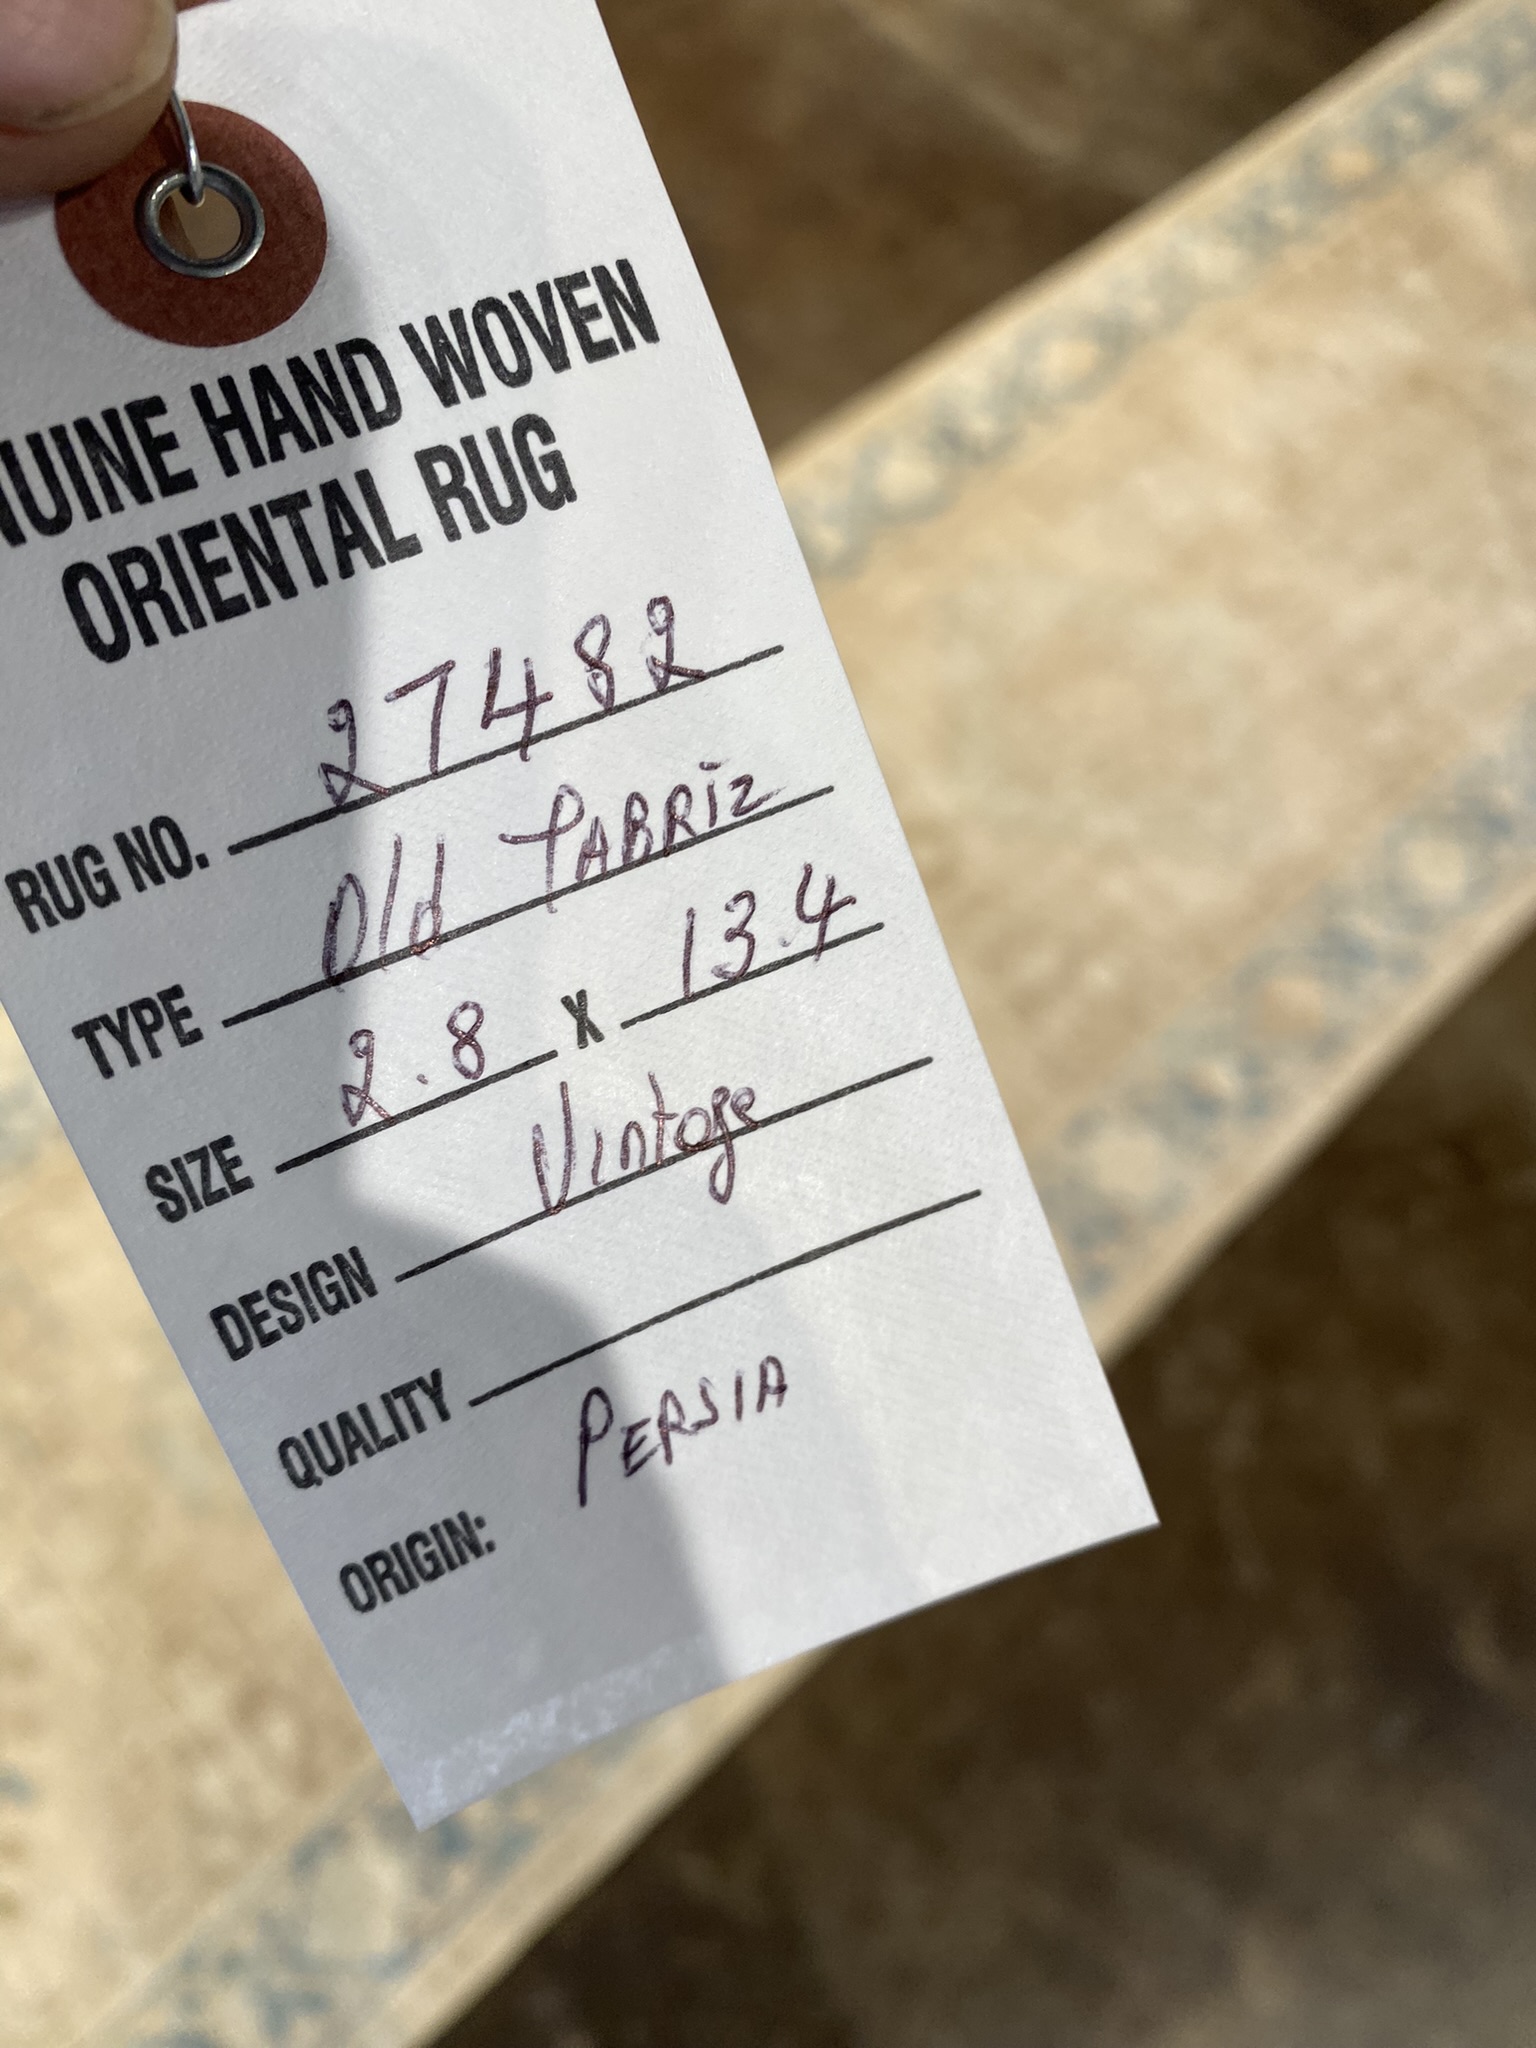 NUINE HAND WOVEN
ORIENTAL RUG
RUG NO. 27482
TYPE Old TABRIZ
SIZE 2.8 X 13.4
DESIGN Vintage
QUALITY
ORIGIN: PERSIA